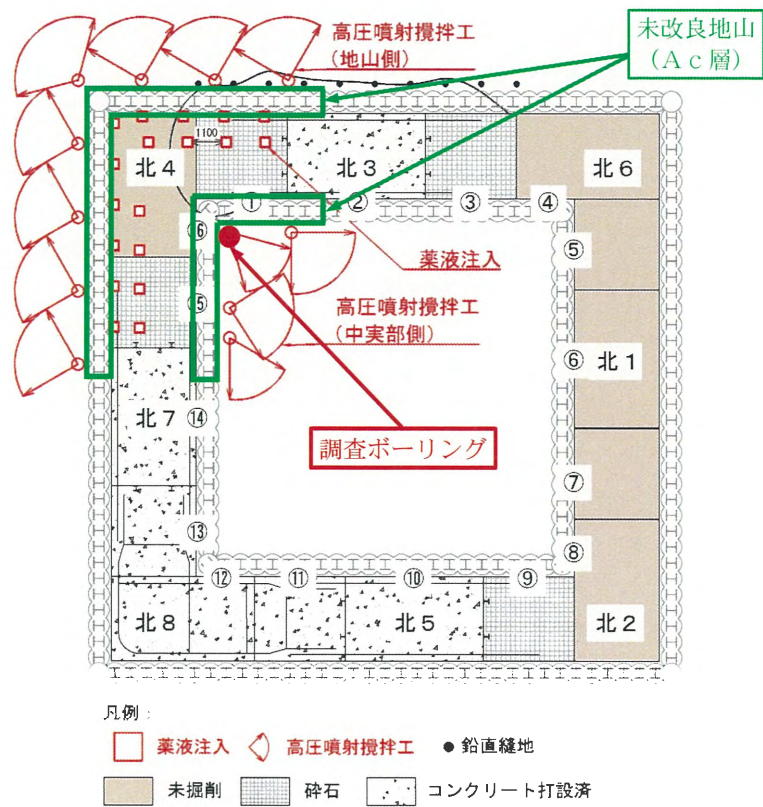 高圧噴射攪拌工
(地山側)
未改良地山
(Ac層)
1100
北4
北3
北6
①
②
③
④
⑯
⑤
薬液注入
⑮
高圧噴射攪拌工
(中実部側)
⑥
北1
北7
⑭
調査ボーリング
⑦
⑬
⑧
⑫
⑪
⑩
⑨
北8
北5
北2
凡例:
薬液注入
高圧噴射攪拌工
鉛直縫地
未掘削
砕石
コンクリート打設済